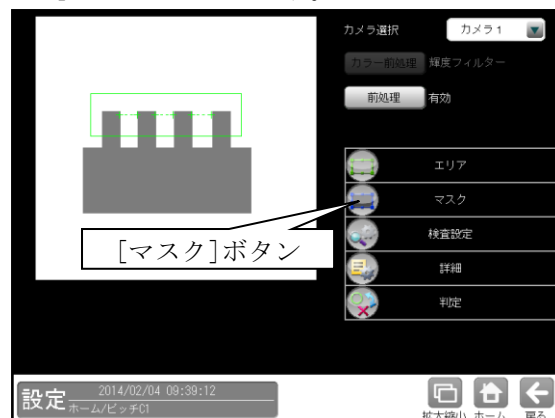 カメラ選択
カメラ1
カラー前処理
輝度フィルター
前処理
有効
エリア
マスク
[マスク]ボタン
検査設定
詳細
判定
設定
2014/02/04 09:39:12
ホーム/ピッチ01
拡大縮小
ホーム
戻る